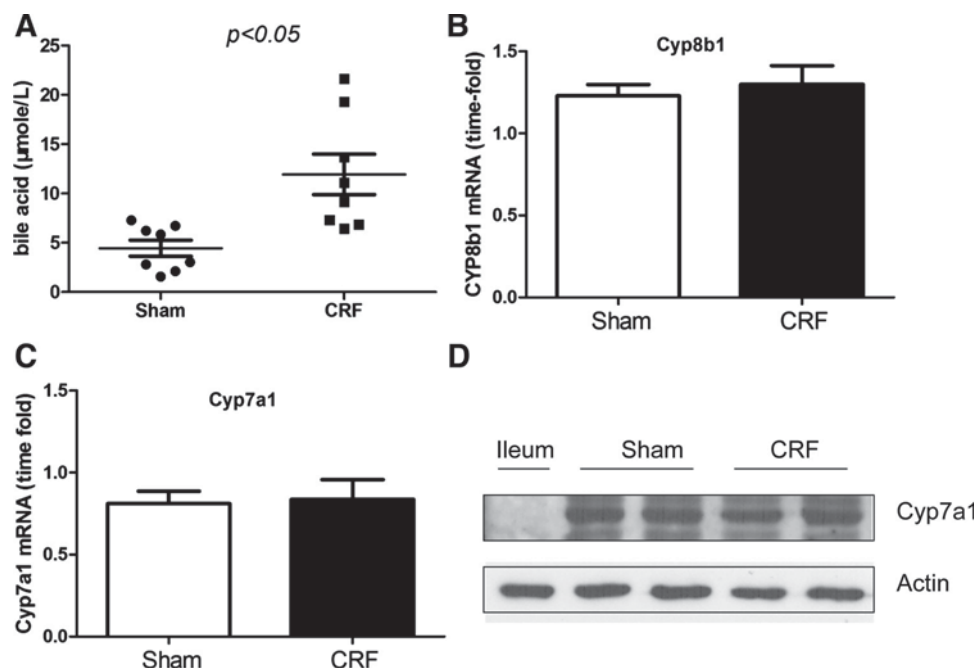 A
p<0.05
bile acid (µmole/L)
25
20
15
10
5
0
Sham CRF
B
Cyp8b1
CYP8b1 mRNA (time-fold)
1.5
1.0
0.5
0.0
Sham CRF
C
Cyp7a1
Cyp7a1 mRNA (time fold)
1.5
1.0
0.5
0.0
Sham CRF
D
Ileum Sham CRF
Cyp7a1
Actin